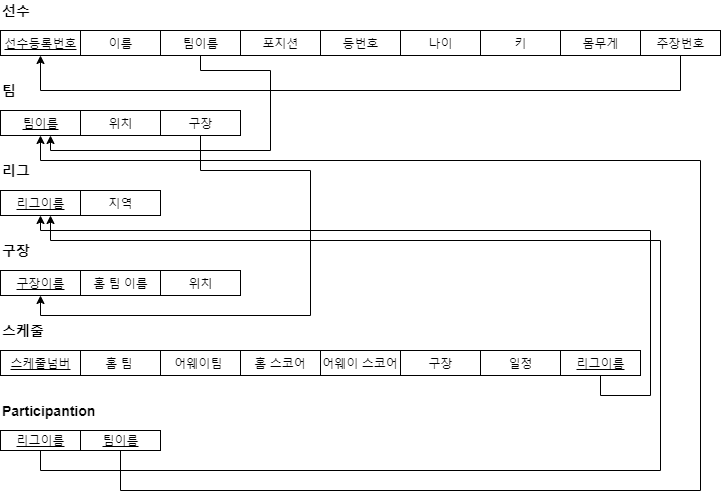 선수
선수등록번호 이름 팀이름 포지션 등번호 나이 키 몸무게 주장번호
팀
팀이름 위치 구장
리그
리그이름 지역
구장
구장이름 홈 팀 이름 위치
스케줄
스케줄넘버 홈 팀 어웨이팀 홈 스코어 어웨이 스코어 구장 일정 리그이름
Participantion
리그이름 팀이름